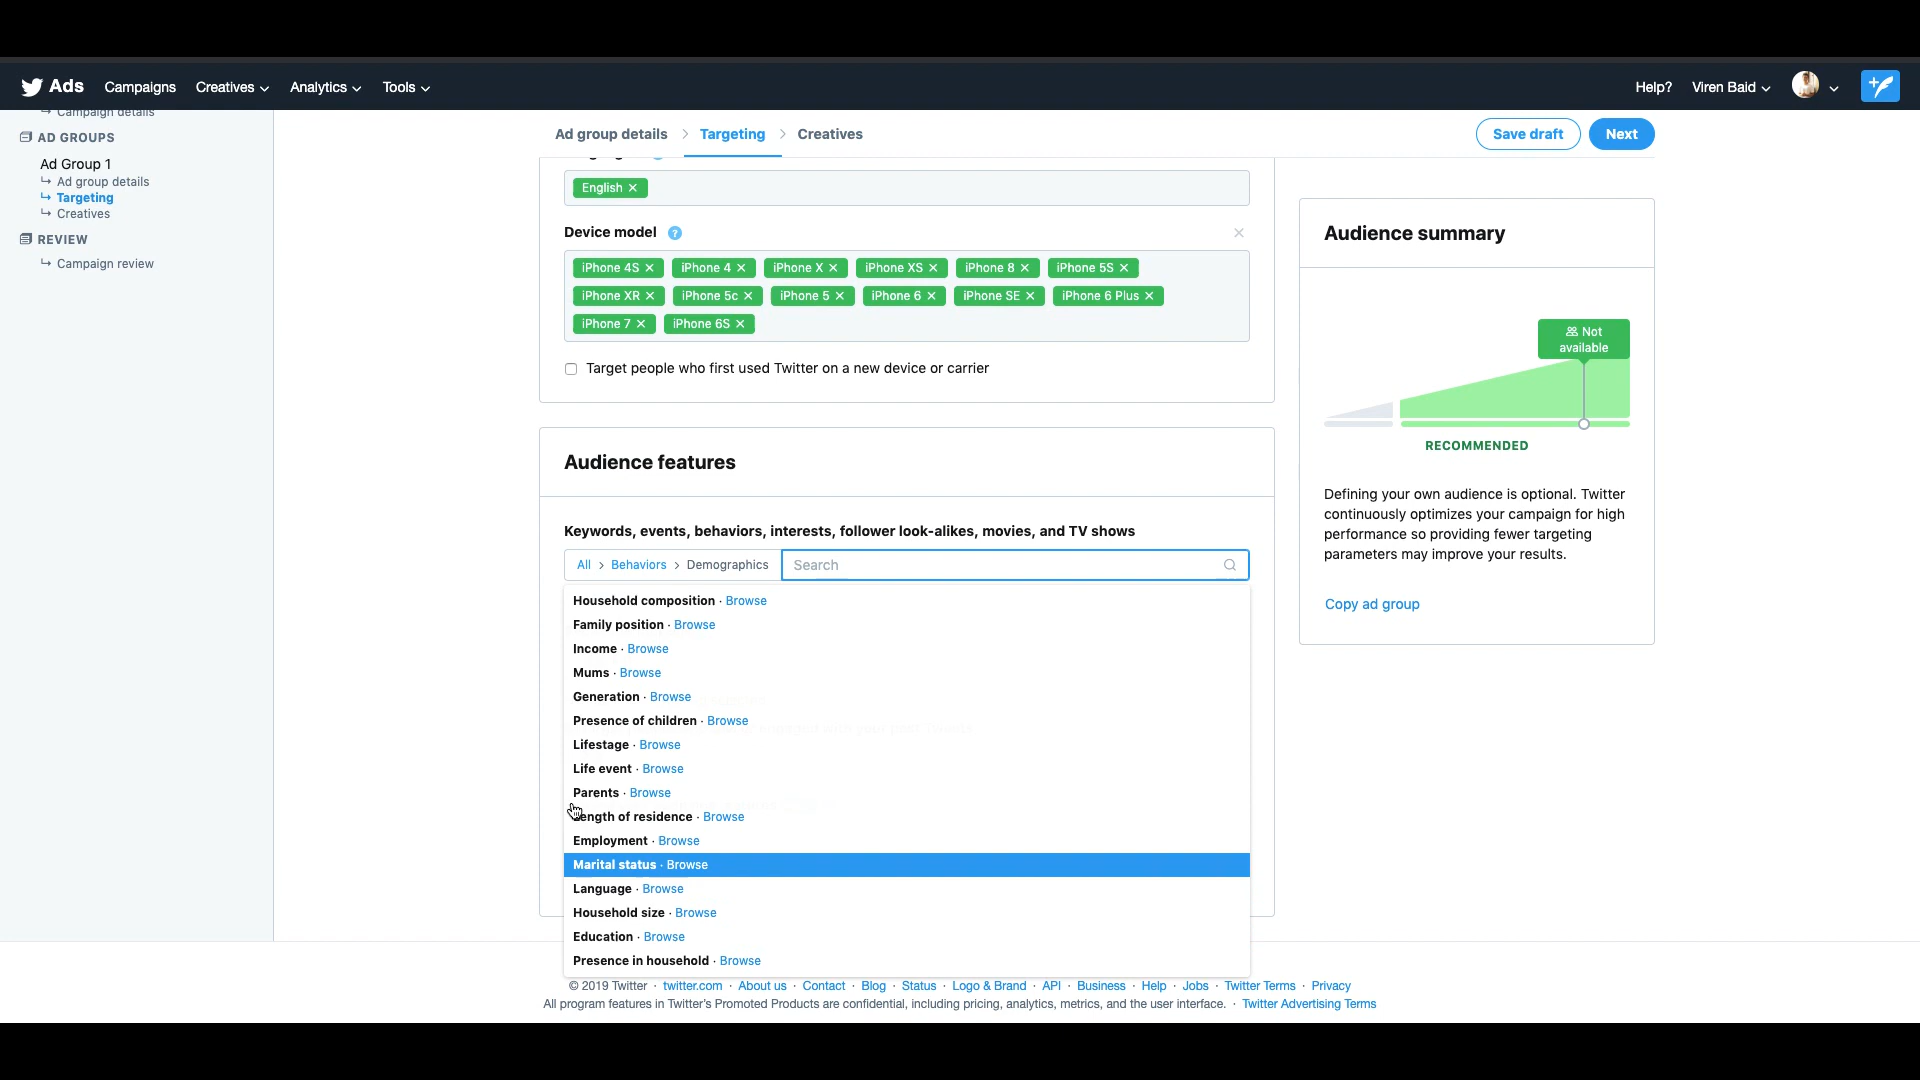 Ads Campaigns Creatives Analytics Tools Help? Viren Baid
Campaign details
AD GROUPS
Ad Group 1
Ad group details
Targeting
Creatives
REVIEW
Campaign review
Ad group details Targeting Creatives Save draft Next
English
Device model ?
iPhone 4S iPhone 4 iPhone X iPhone XS iPhone 8 iPhone 5S
iPhone XR iPhone 5c iPhone 5 iPhone 6 iPhone SE iPhone 6 Plus
iPhone 7 iPhone 6S
Target people who first used Twitter on a new device or carrier
Audience features
Keywords, events, behaviors, interests, follower look-alikes, movies, and TV shows
All > Behaviors > Demographics Search
Household composition · Browse
Family position · Browse
Income · Browse
Mums · Browse
Generation · Browse
Presence of children · Browse
Lifestage · Browse
Life event · Browse
Parents · Browse
Length of residence · Browse
Employment · Browse
Marital status · Browse
Language · Browse
Household size · Browse
Education · Browse
Presence in household · Browse
Audience summary
Not
available
RECOMMENDED
Defining your own audience is optional. Twitter
continuously optimizes your campaign for high
performance so providing fewer targeting
parameters may improve your results.
Copy ad group
© 2019 Twitter · twitter.com · About us · Contact · Blog · Status · Logo & Brand · API · Business · Help · Jobs · Twitter Terms · Privacy
All program features in Twitter's Promoted Products are confidential, including pricing, analytics, metrics, and the user interface. · Twitter Advertising Terms